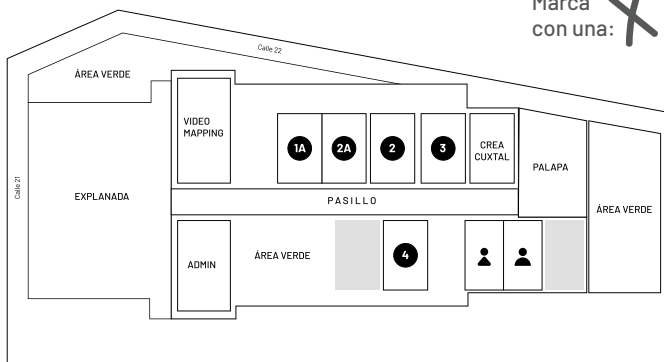 Marca
con una:
Calle 22
ÁREA VERDE
VIDEO
MAPPING
1A
2A
2
3
CREA
CUXTAL
PALAPA
Calle 21
EXPLANADA
PASILLO
ÁREA VERDE
ADMIN
ÁREA VERDE
4